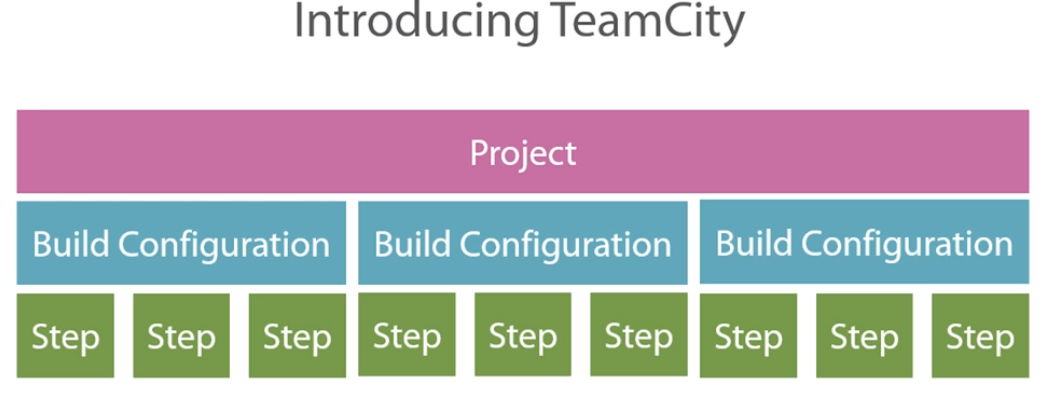 Introducing TeamCity
Project
Build Configuration Build Configuration Build Configuration
Step Step Step Step Step Step Step Step Step